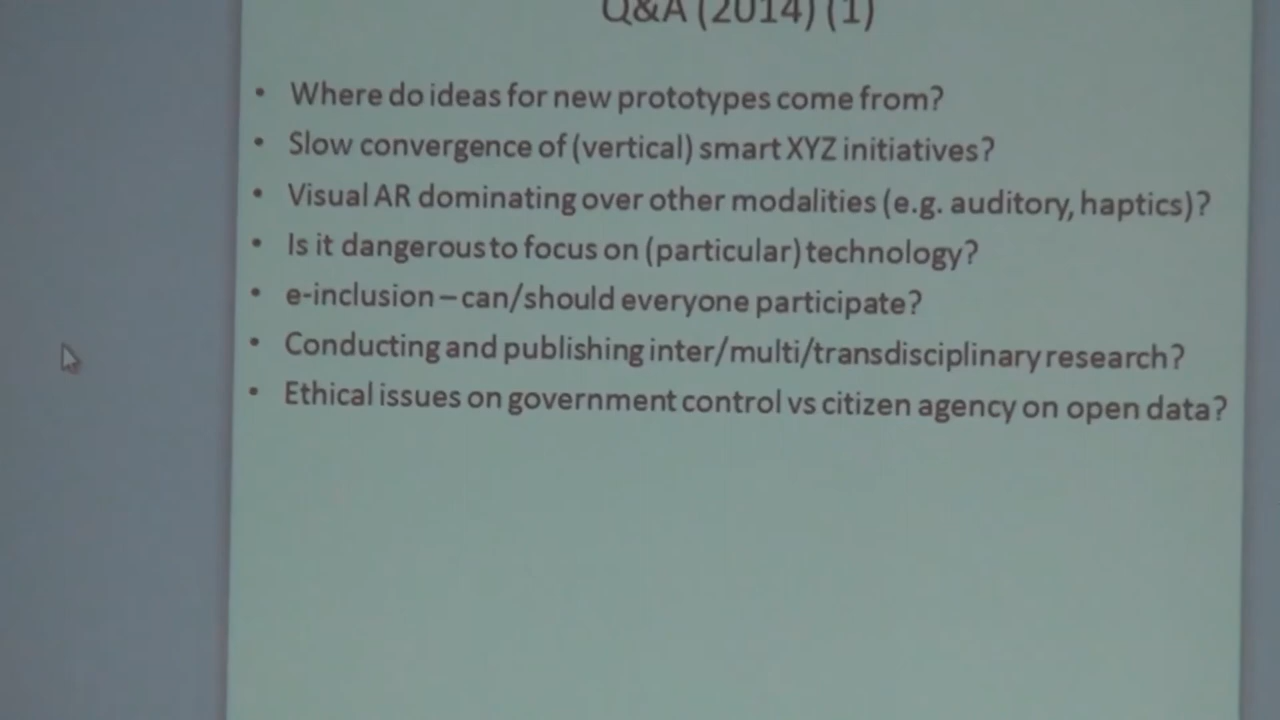 Q&A (2014) (1)
• Where do ideas for new prototypes come from?
• Slow convergence of (vertical) smart XYZ initiatives?
• Visual AR dominating over other modalities (e.g. auditory, haptics)?
• Is it dangerous to focus on (particular) technology?
• e-inclusion – can/should everyone participate?
• Conducting and publishing inter/multi/transdisciplinary research?
• Ethical issues on government control vs citizen agency on open data?